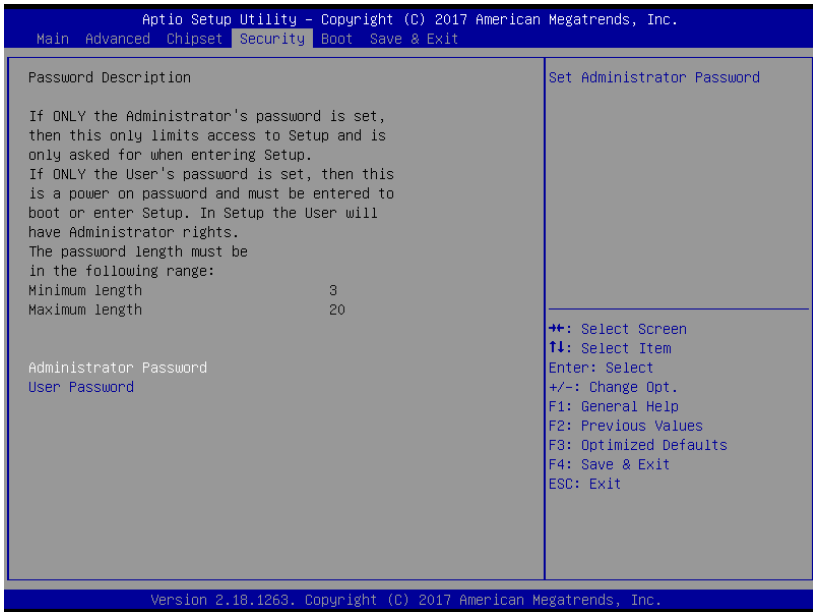 Aptio Setup Utility – Copyright (C) 2017 American Megatrends, Inc.
Main Advanced Chipset Security Boot Save & Exit
Password Description
If ONLY the Administrator's password is set,
then this only limits access to Setup and is
only asked for when entering Setup.
If ONLY the User's password is set, then this
is a power on password and must be entered to
boot or enter Setup. In Setup the User will
have Administrator rights.
The password length must be
in the following range:
Minimum length 3
Maximum length 20
Administrator Password
User Password
Set Administrator Password
→←: Select Screen
↑↓: Select Item
Enter: Select
+/-: Change Opt.
F1: General Help
F2: Previous Values
F3: Optimized Defaults
F4: Save & Exit
ESC: Exit
Version 2.18.1263. Copyright (C) 2017 American Megatrends, Inc.